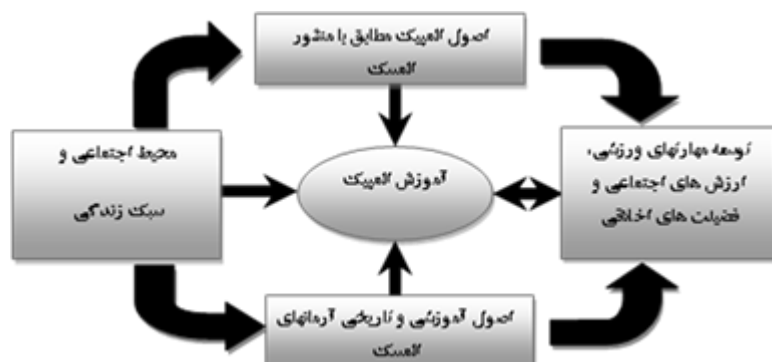 اصول المپیک مطابق با منشور
المپیک
محیط اجتماعی و
سبک زندگی
آموزش المپیک
توسعه مهارتهای ورزشی،
ارزش های اجتماعی و
فضیلت های اخلاقی
اصول آموزشی و تاریخی آرمانهای
المپیک